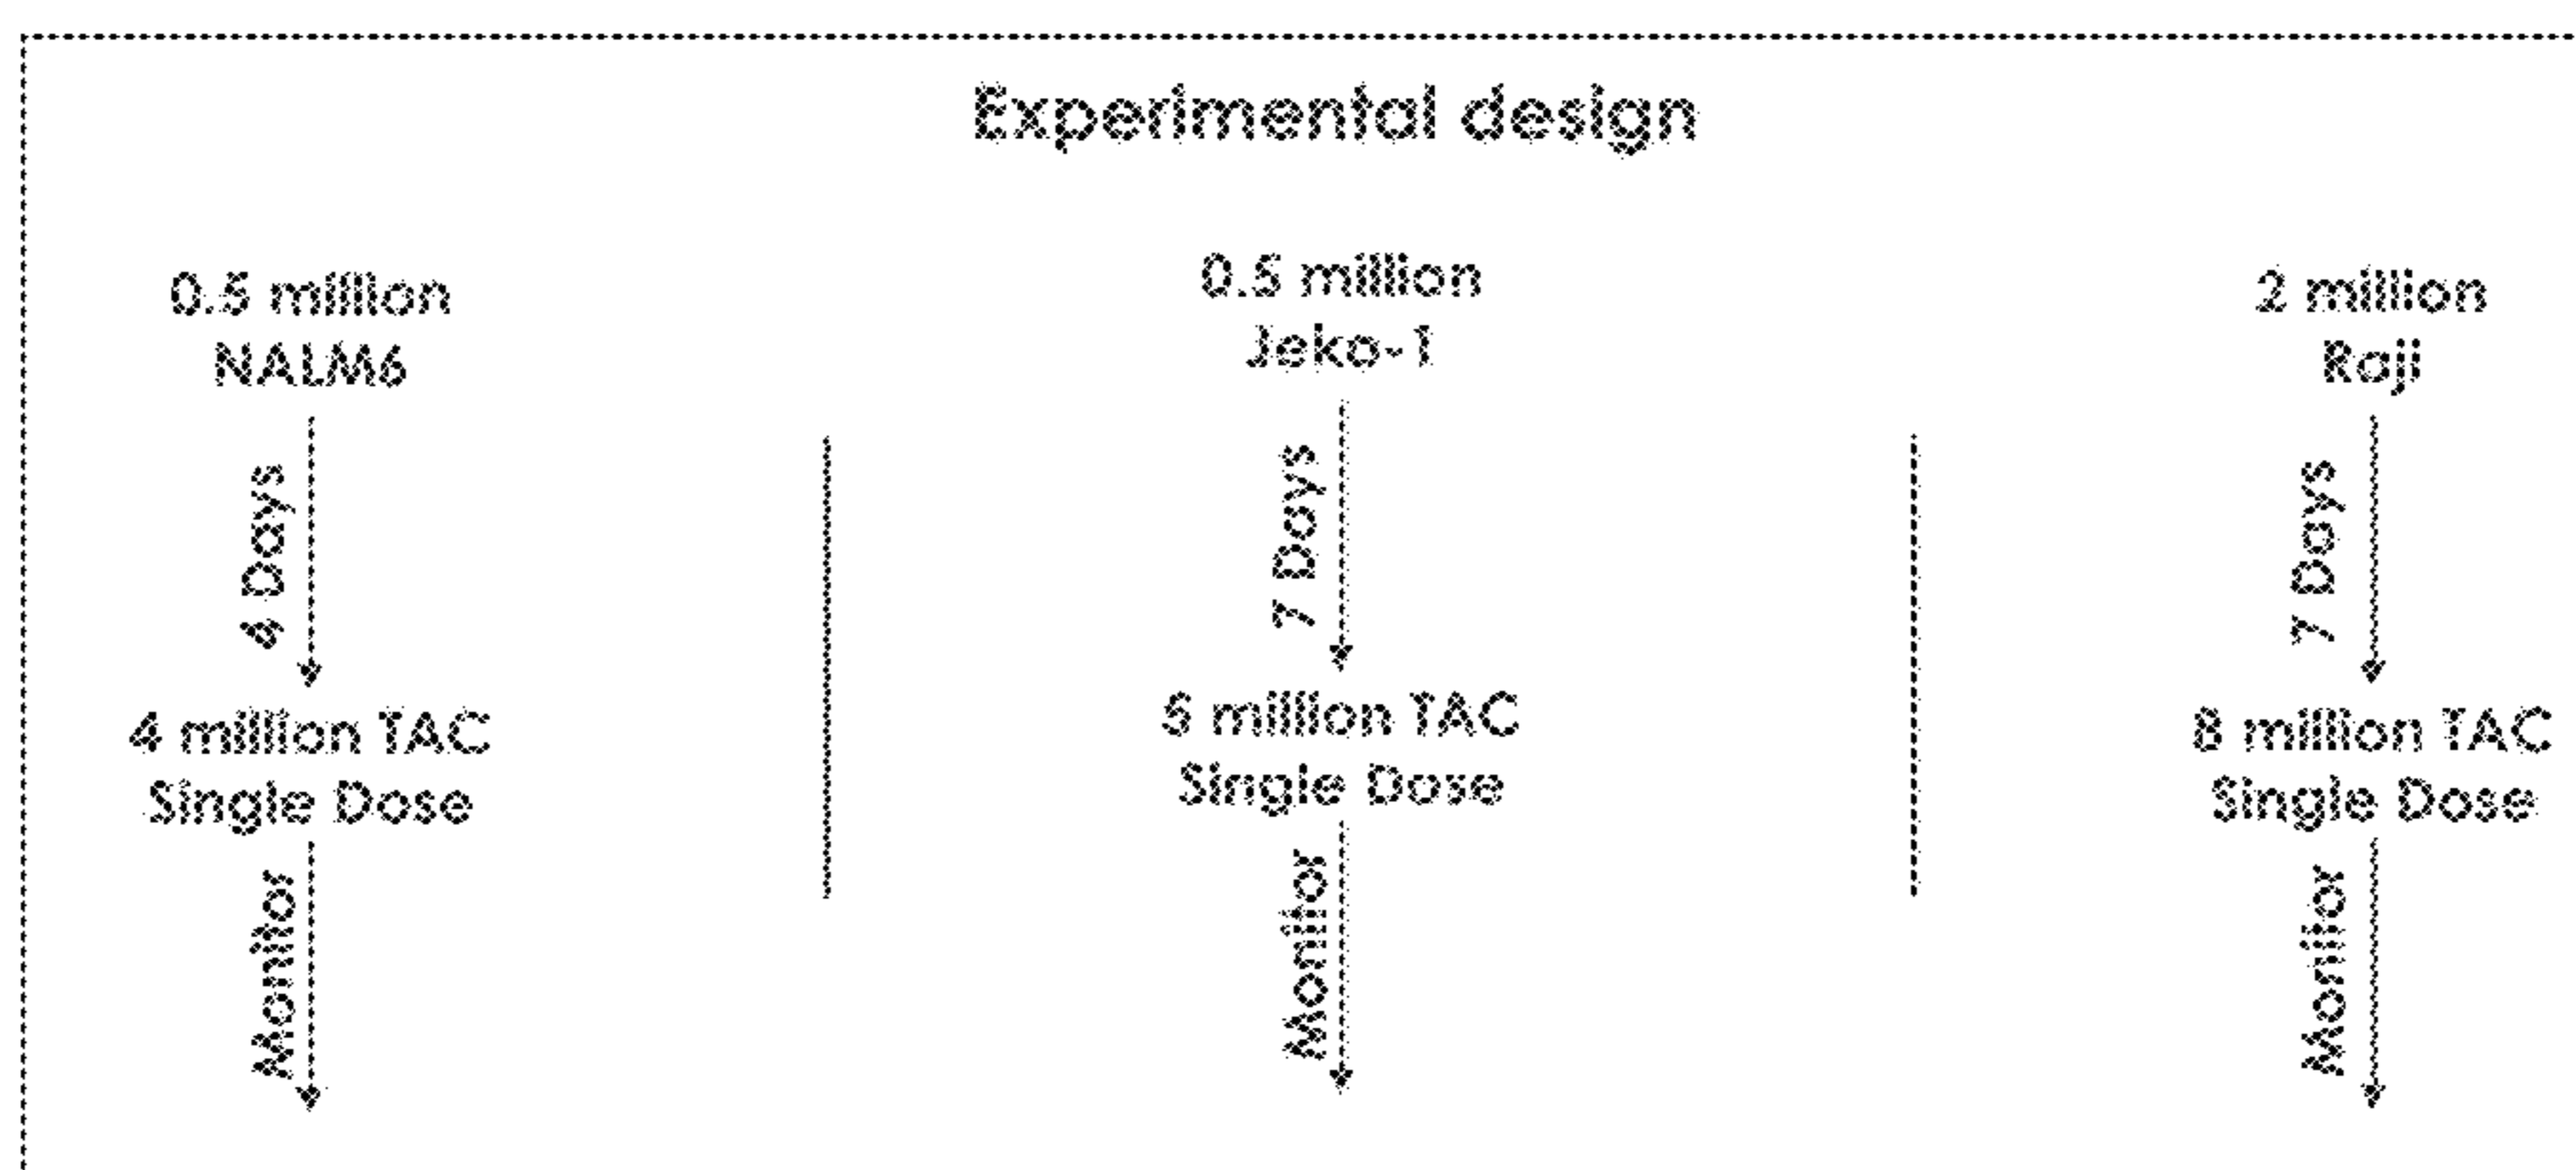 Experimental design
0.5 million
NALM6
4 Days
4 million TAC
Single Dose
Monitor
0.5 million
Jeko-1
7 Days
5 million TAC
Single Dose
Monitor
2 million
Raji
7 Days
8 million TAC
Single Dose
Monitor